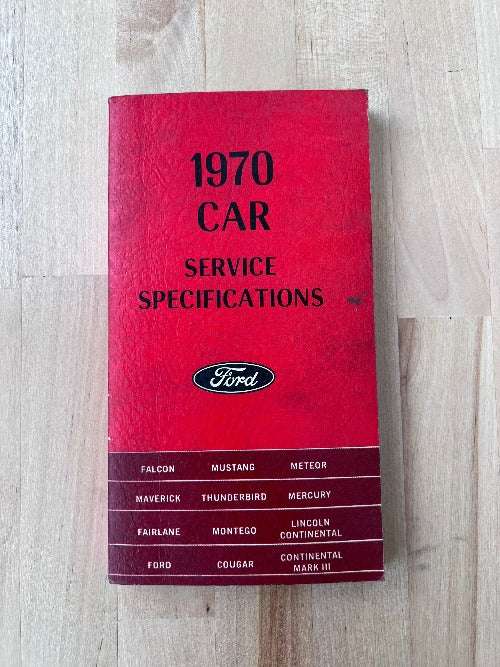 1970
CAR
SERVICE
SPECIFICATIONS
Ford
FALCON MUSTANG METEOR
MAVERICK THUNDERBIRD MERCURY
FAIRLANE MONTEGO LINCOLN CONTINENTAL
FORD COUGAR CONTINENTAL MARK III